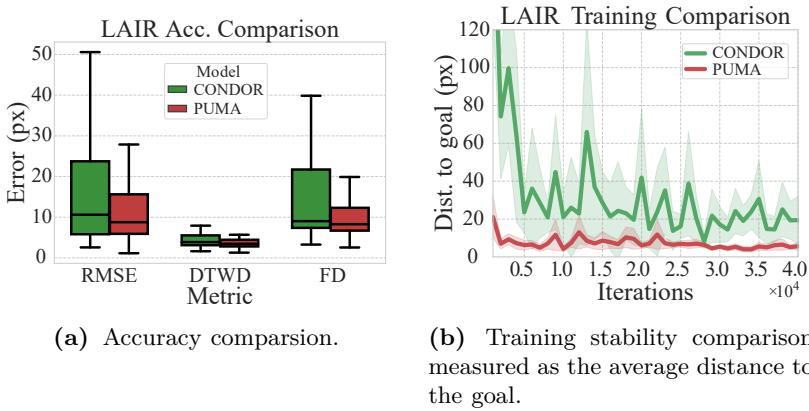 LAIR Acc. Comparison
50
40
30
20
10
0
Error (px)
Model
CONDOR
PUMA
RMSE DTWD FD
Metric
(a) Accuracy comparsion.
LAIR Training Comparison
120
100
80
60
40
20
0
Dist. to goal (px)
CONDOR
PUMA
0.5 1.0 1.5 2.0 2.5 3.0 3.5 4.0
×10⁴
Iterations
(b) Training stability comparison
measured as the average distance to
the goal.